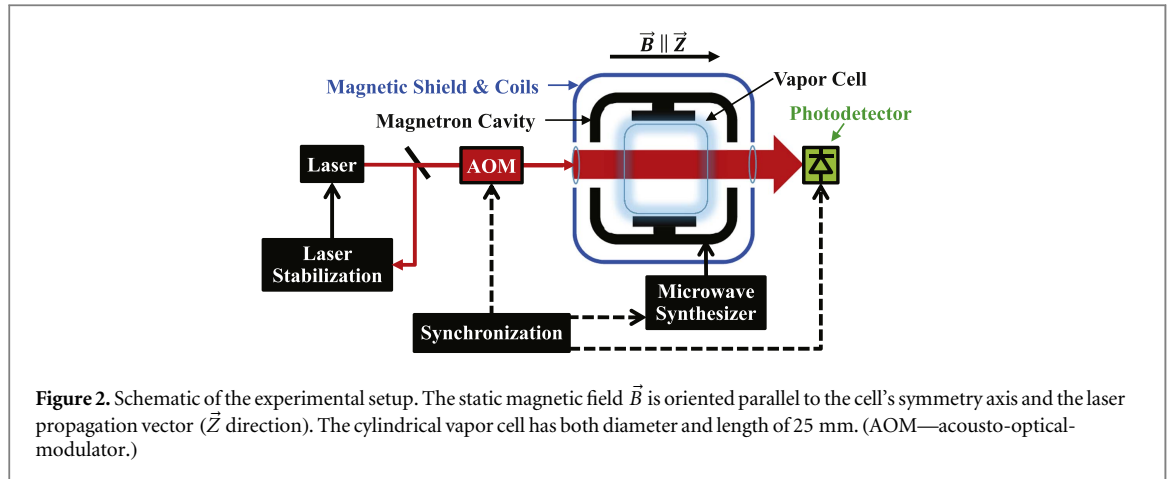 B⃗ ∥ Z⃗
Magnetic Shield & Coils
Vapor Cell
Magnetron Cavity
Photodetector
Laser
AOM
Laser
Stabilization
Microwave
Synthesizer
Synchronization
Figure 2. Schematic of the experimental setup. The static magnetic field B⃗ is oriented parallel to the cell's symmetry axis and the laser
propagation vector (Z⃗ direction). The cylindrical vapor cell has both diameter and length of 25 mm. (AOM—acousto-optical-
modulator.)